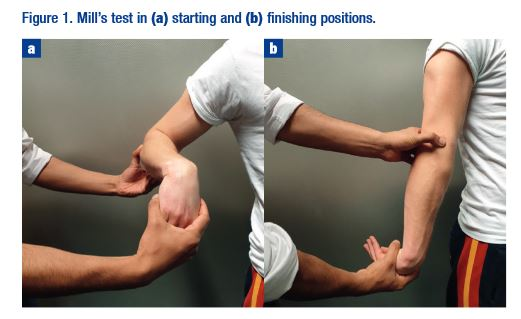 Figure 1. Mill’s test in (a) starting and (b) finishing positions.
a
b